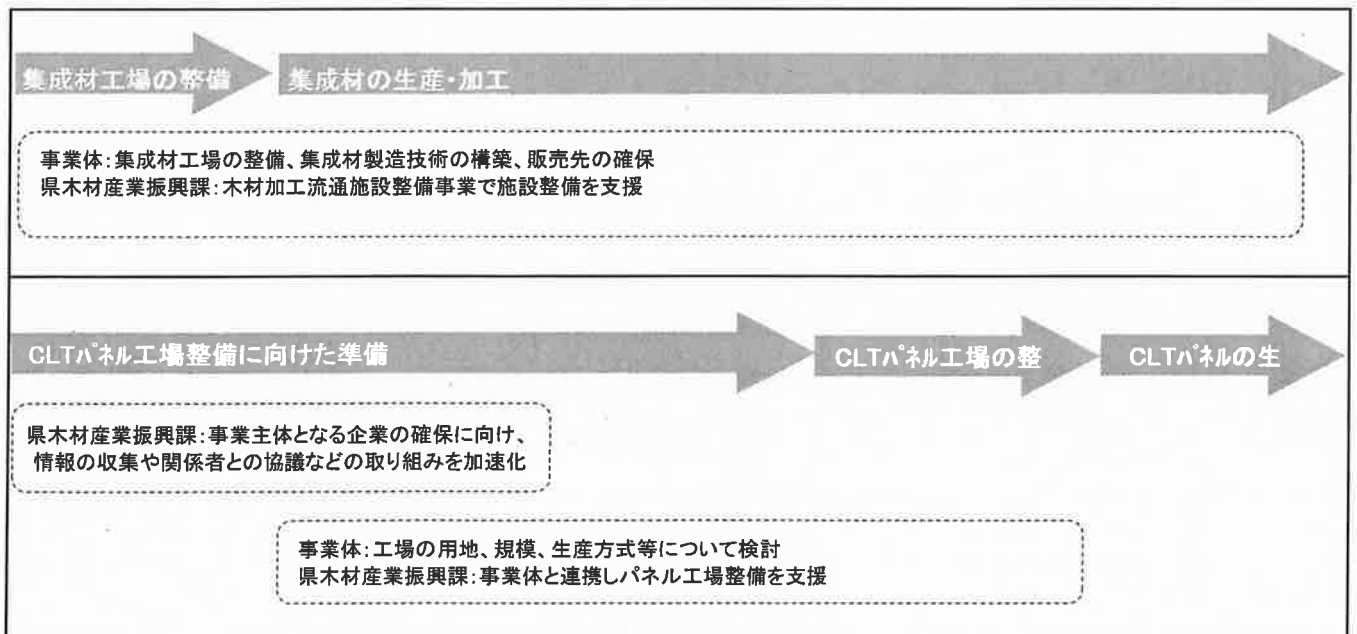 集成材工場の整備
集成材の生産・加工
事業体:集成材工場の整備、集成材製造技術の構築、販売先の確保
県木材産業振興課:木材加工流通施設整備事業で施設整備を支援
CLTパネル工場整備に向けた準備
CLTパネル工場の整
CLTパネルの生
県木材産業振興課:事業主体となる企業の確保に向け、
情報の収集や関係者との協議などの取り組みを加速化
事業体:工場の用地、規模、生産方式等について検討
県木材産業振興課:事業体と連携しパネル工場整備を支援